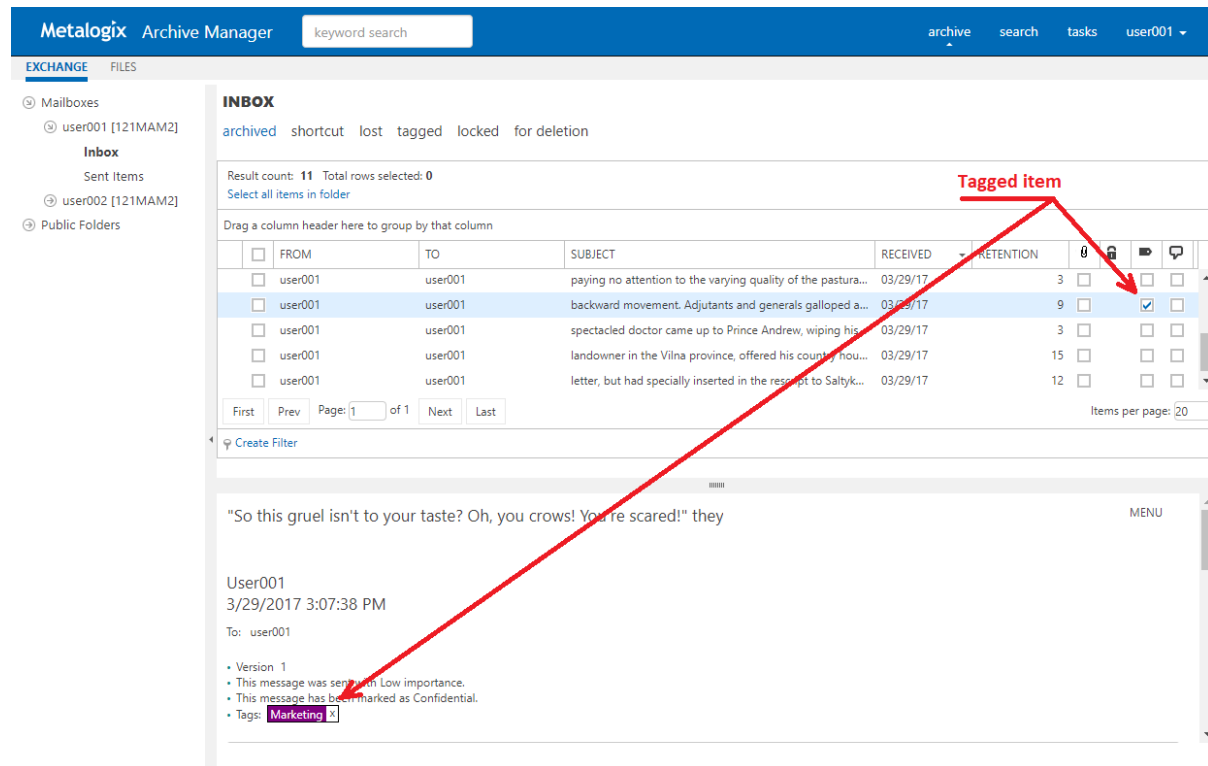 Metalogix Archive Manager keyword search archive search tasks user001
EXCHANGE FILES
Mailboxes
user001 [121MAM2]
Inbox
Sent Items
user002 [121MAM2]
Public Folders
INBOX
archived shortcut lost tagged locked for deletion
Result count: 11 Total rows selected: 0
Select all items in folder
Tagged item
Drag a column header here to group by that column
FROM TO SUBJECT RECEIVED RETENTION
user001 user001 paying no attention to the varying quality of the pastura... 03/29/17 3
user001 user001 backward movement. Adjutants and generals galloped a... 03/29/17 9
user001 user001 spectacled doctor came up to Prince Andrew, wiping his... 03/29/17 3
user001 user001 landowner in the Vilna province, offered his country hou... 03/29/17 15
user001 user001 letter, but had specially inserted in the rescript to Saltyk... 03/29/17 12
First Prev Page: 1 of 1 Next Last Items per page: 20
Create Filter
"So this gruel isn't to your taste? Oh, you crows! You're scared!" they MENU
User001
3/29/2017 3:07:38 PM
To: user001
• Version 1
• This message was sent with Low importance.
• This message has been marked as Confidential.
• Tags: Marketing x